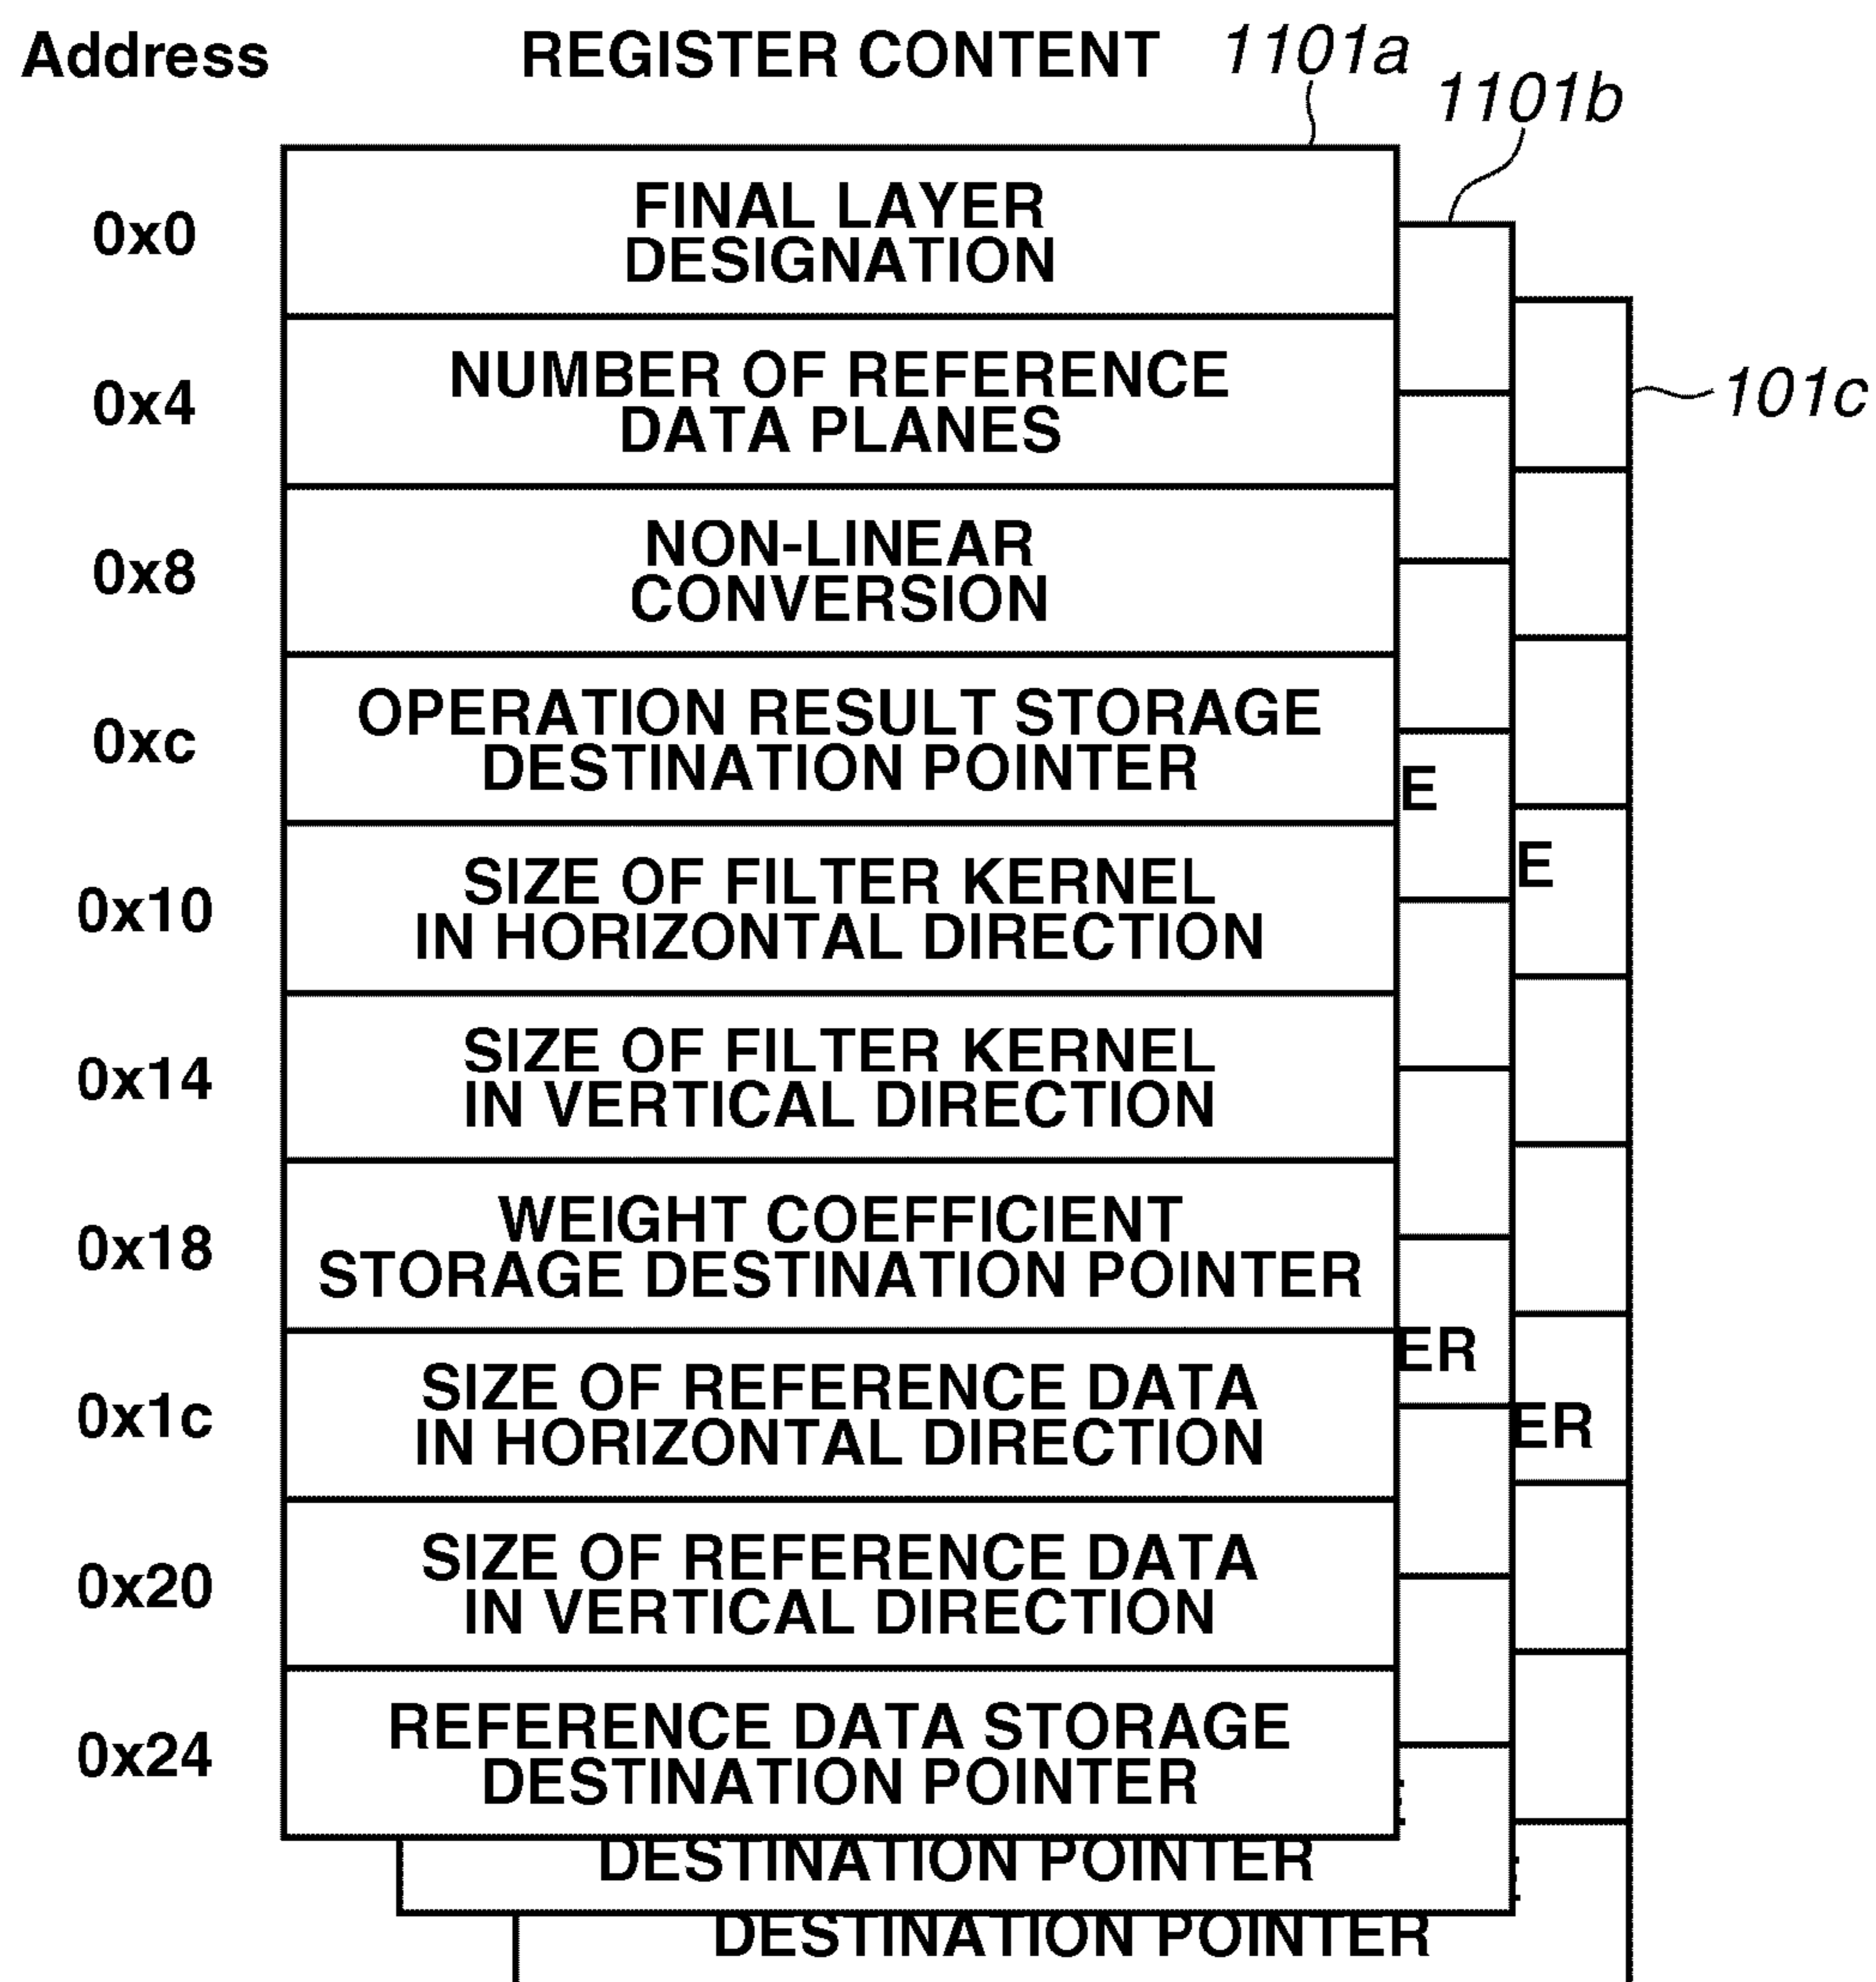 Address REGISTER CONTENT 1101a
1101b
0x0 FINAL LAYER
DESIGNATION
101c
0x4 NUMBER OF REFERENCE
DATA PLANES
0x8 NON-LINEAR
CONVERSION
0xc OPERATION RESULT STORAGE
DESTINATION POINTER
E
E
0x10 SIZE OF FILTER KERNEL
IN HORIZONTAL DIRECTION
0x14 SIZE OF FILTER KERNEL
IN VERTICAL DIRECTION
0x18 WEIGHT COEFFICIENT
STORAGE DESTINATION POINTER
ER
ER
0x1c SIZE OF REFERENCE DATA
IN HORIZONTAL DIRECTION
0x20 SIZE OF REFERENCE DATA
IN VERTICAL DIRECTION
0x24 REFERENCE DATA STORAGE
DESTINATION POINTER
DESTINATION POINTER
DESTINATION POINTER